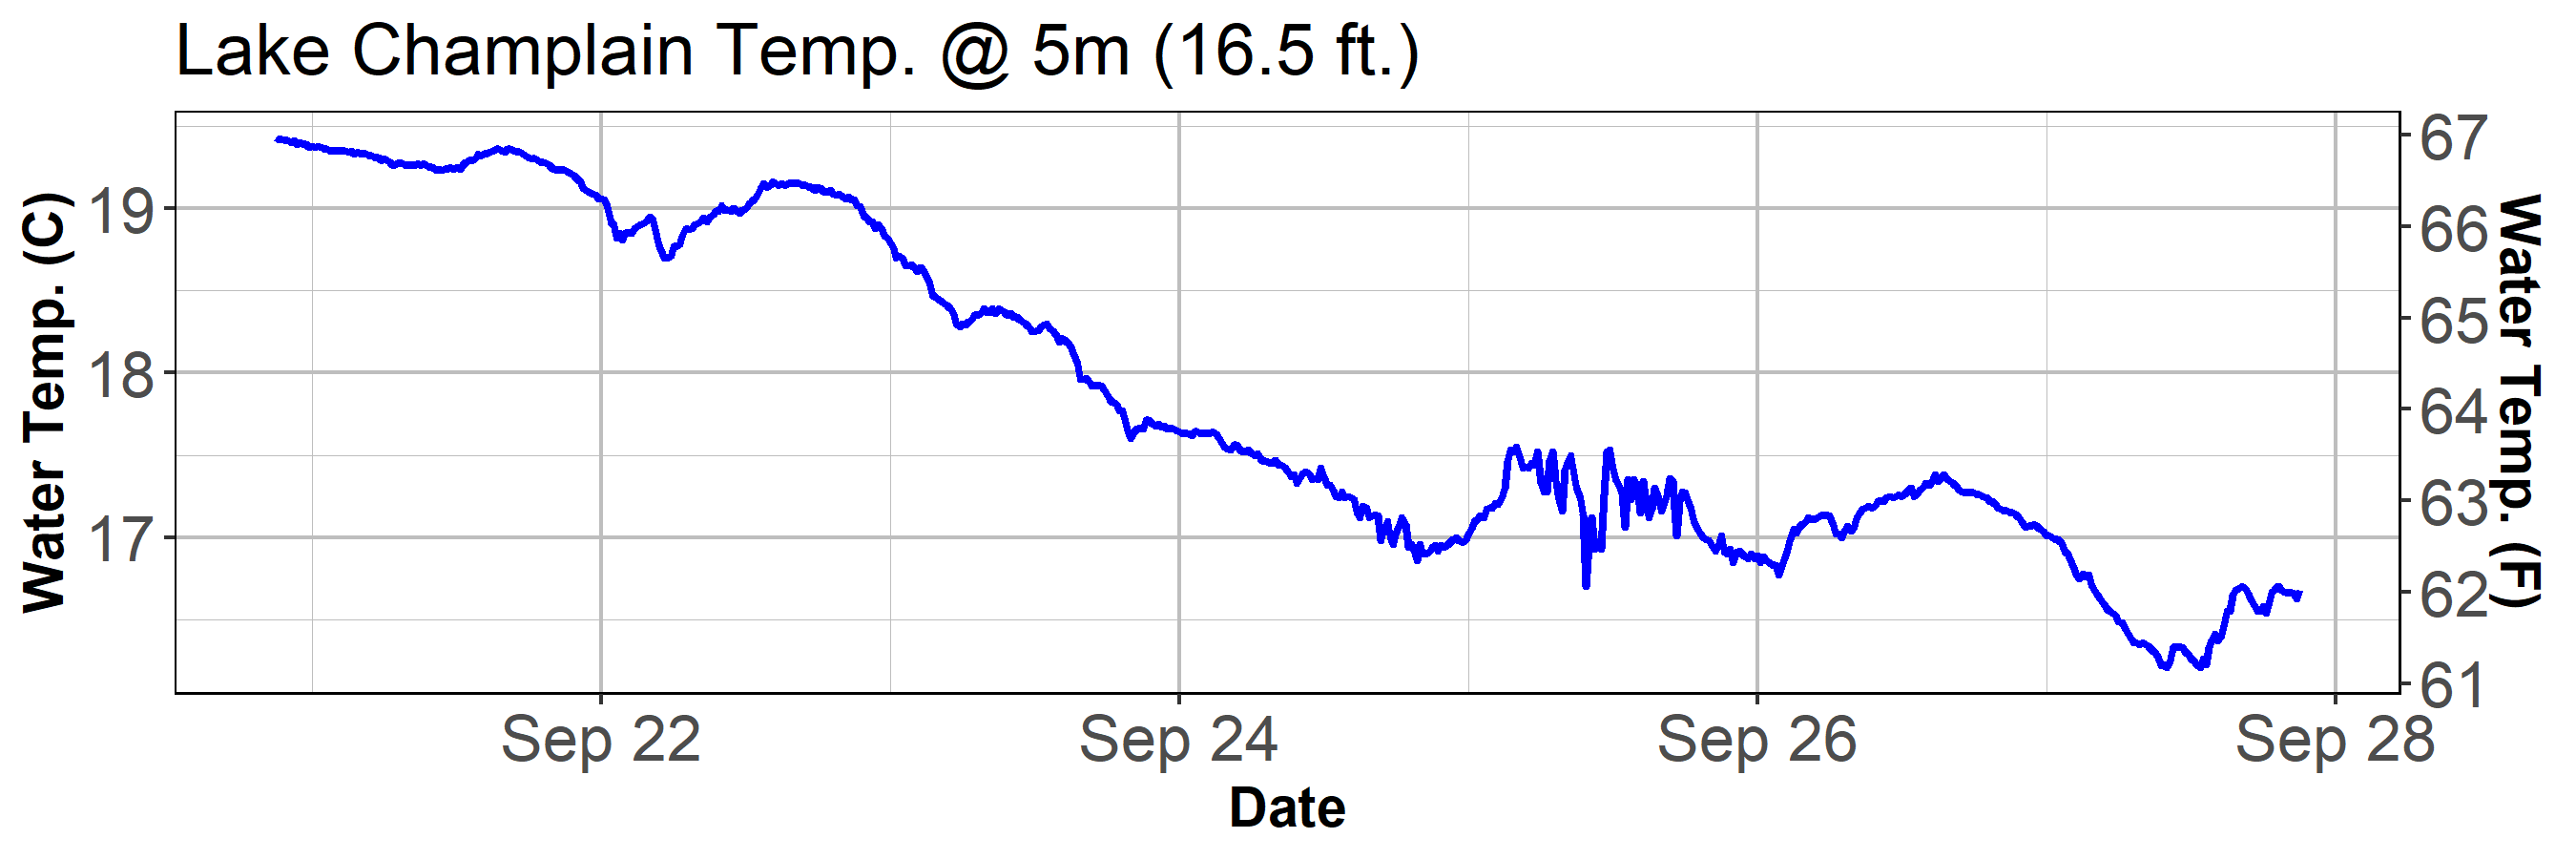 Lake Champlain Temp. @ 5m (16.5 ft.)
Water Temp. (C)
19
18
17
67
66
65
64
63
62
61
Water Temp. (F)
Sep 22 Sep 24 Sep 26 Sep 28
Date